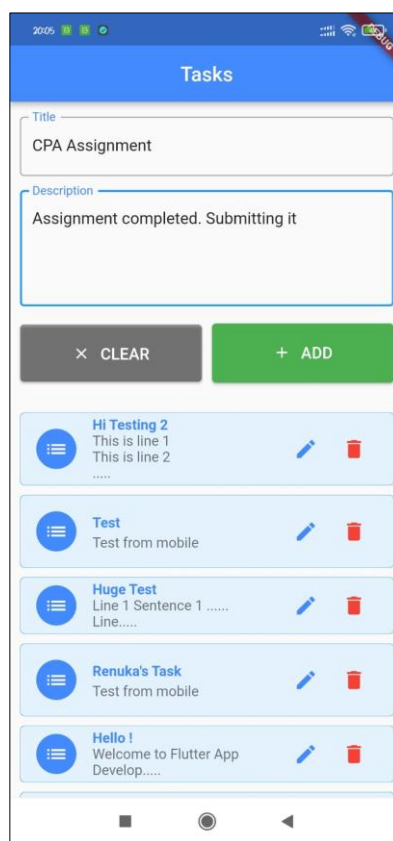 20:05
DEBUG
Tasks
Title
CPA Assignment
Description
Assignment completed. Submitting it
× CLEAR
+ ADD
Hi Testing 2
This is line 1
This is line 2
.....
Test
Test from mobile
Huge Test
Line 1 Sentence 1 ......
Line.....
Renuka's Task
Test from mobile
Hello !
Welcome to Flutter App
Develop.....